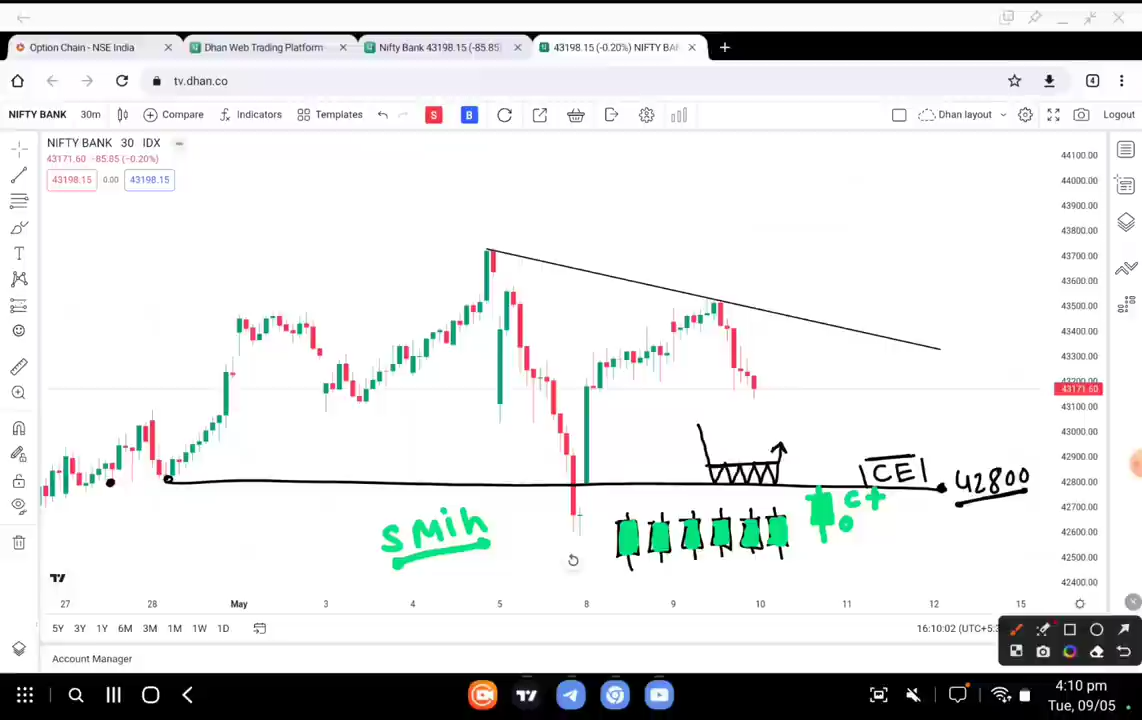 Option Chain - NSE India
Dhan Web Trading Platform
Nifty Bank 43198.15 (-85.85)
43198.15 (-0.20%) NIFTY BA
tv.dhan.co
4
NIFTY BANK 30m Compare Indicators Templates S B Dhan layout Logout
NIFTY BANK 30 IDX
43171.60 -85.85 (-0.20%)
43198.15 0.00 43198.15
44100.00
44000.00
43900.00
43800.00
43700.00
43600.00
43500.00
43400.00
43300.00
43200.00
43171.60
43100.00
43000.00
42900.00
42800.00
42700.00
42600.00
42500.00
42400.00
CE
42800
smin
27 28 May 3 4 5 8 9 10 11 12 15
5Y 3Y 1Y 6M 3M 1M 1W 1D
16:10:02 (UTC+5:3
Account Manager
4:10 pm
Tue, 09/05